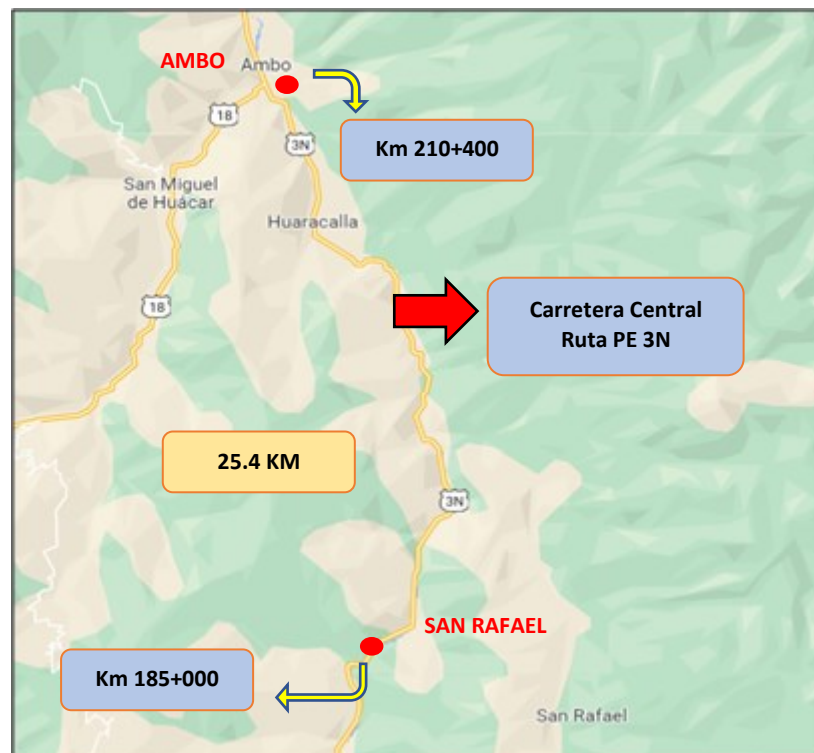 AMBO
Ambo
18
3N
Km 210+400
San Miguel
de Huácar
Huaracalla
18
Carretera Central
Ruta PE 3N
25.4 KM
3N
SAN RAFAEL
Km 185+000
San Rafael